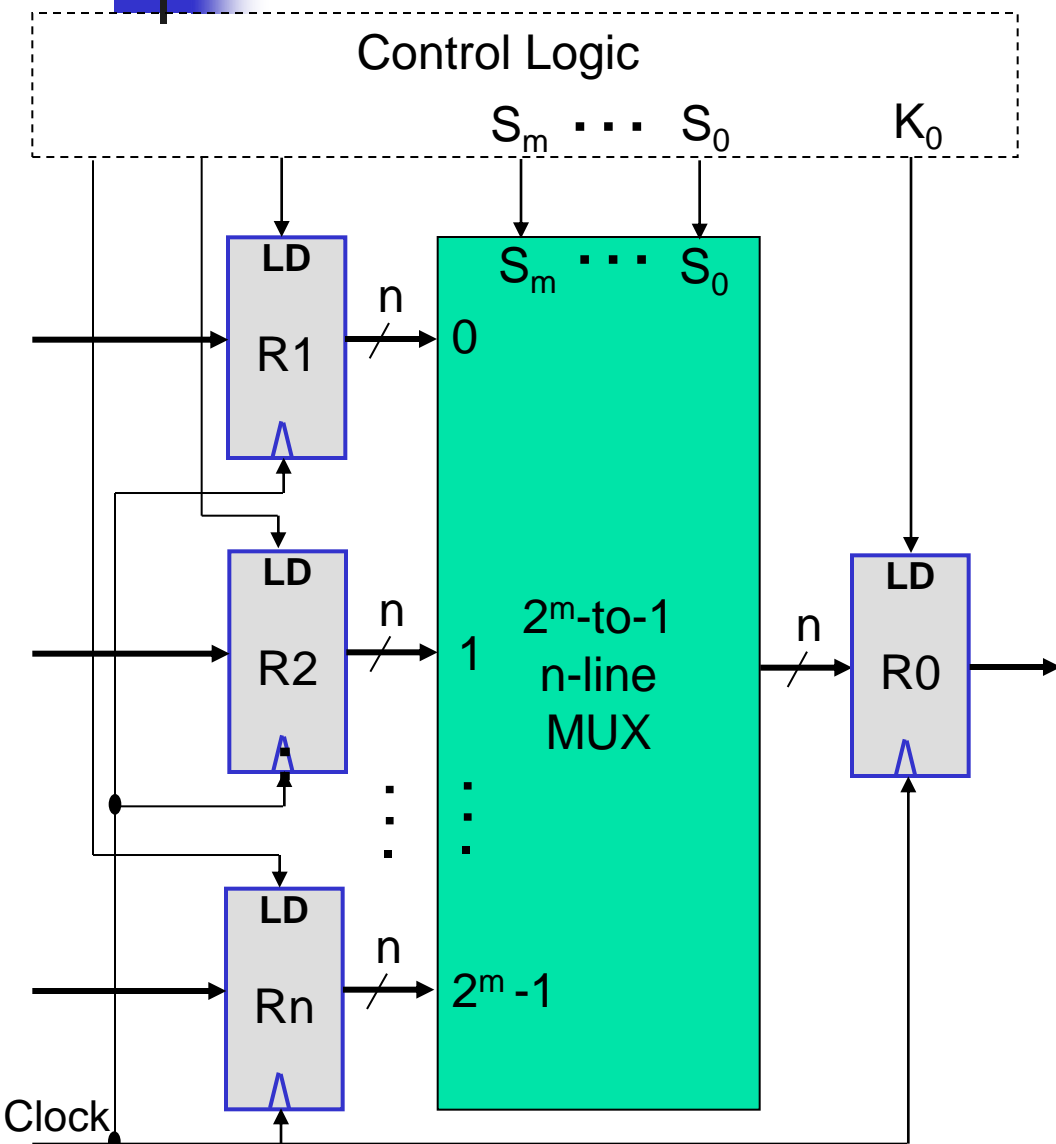 Control Logic
Sₘ ··· S₀ K₀
LD
Sₘ ··· S₀
n
R1
0
LD
R2
n
1
2ᵐ-to-1
n-line
MUX
n
LD
R0
LD
Rn
n
2ᵐ -1
Clock